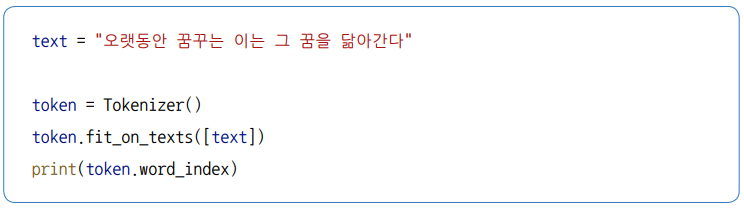 text = "오랫동안 꿈꾸는 이는 그 꿈을 닮아간다"
token = Tokenizer()
token.fit_on_texts([text])
print(token.word_index)